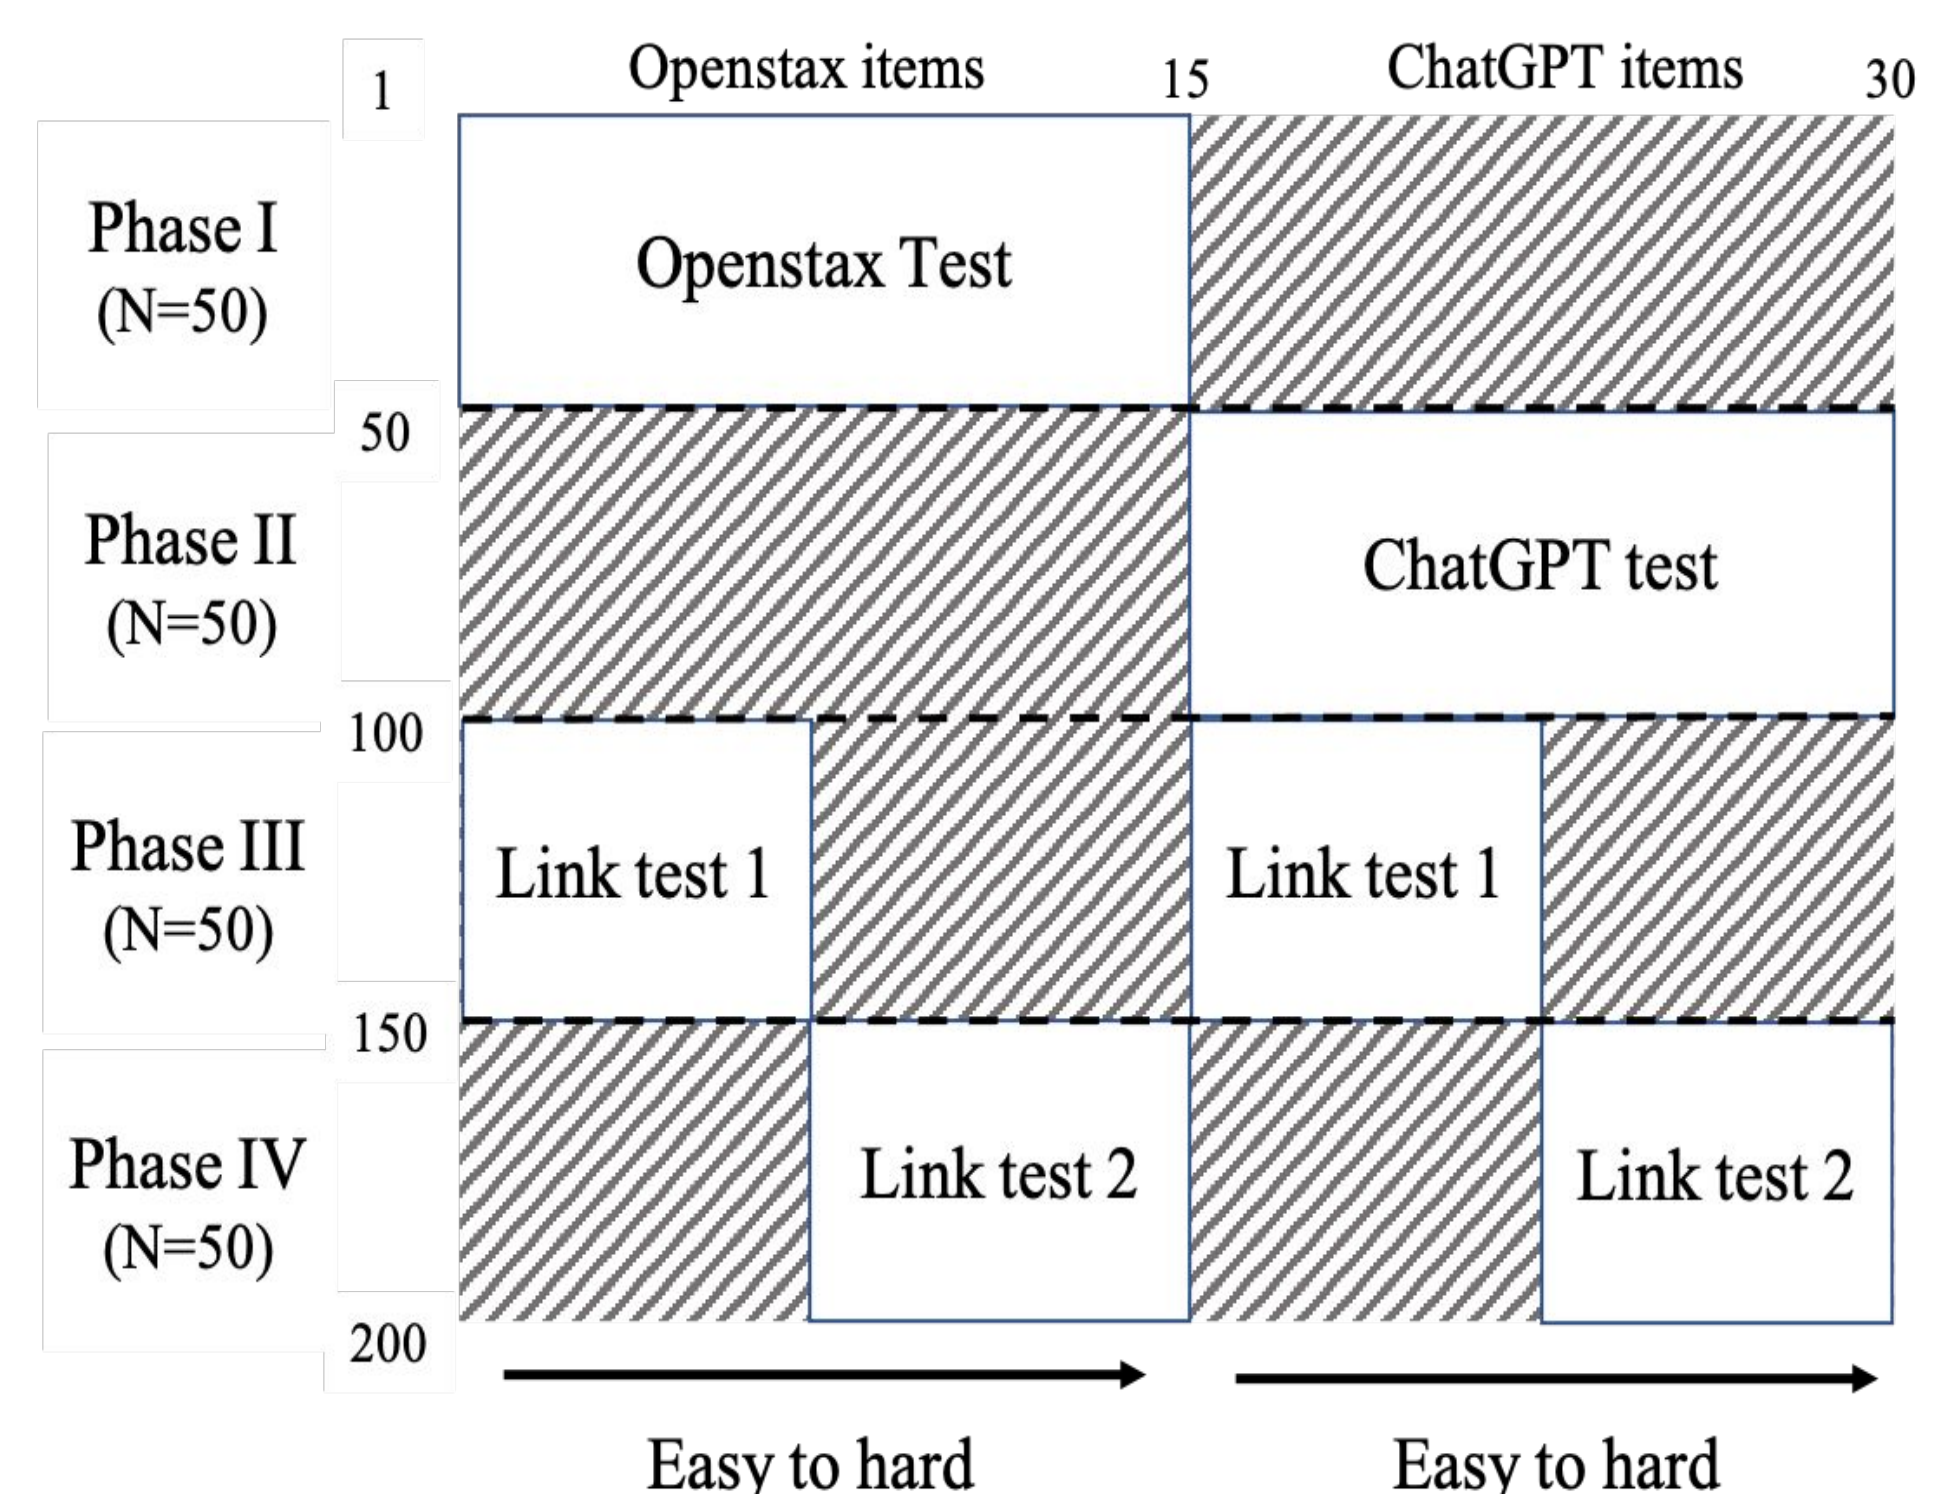 1
Openstax items
15
ChatGPT items
30
Phase I
(N=50)
Openstax Test
50
Phase II
(N=50)
ChatGPT test
100
Phase III
(N=50)
Link test 1
Link test 1
150
Phase IV
(N=50)
Link test 2
Link test 2
200
Easy to hard
Easy to hard